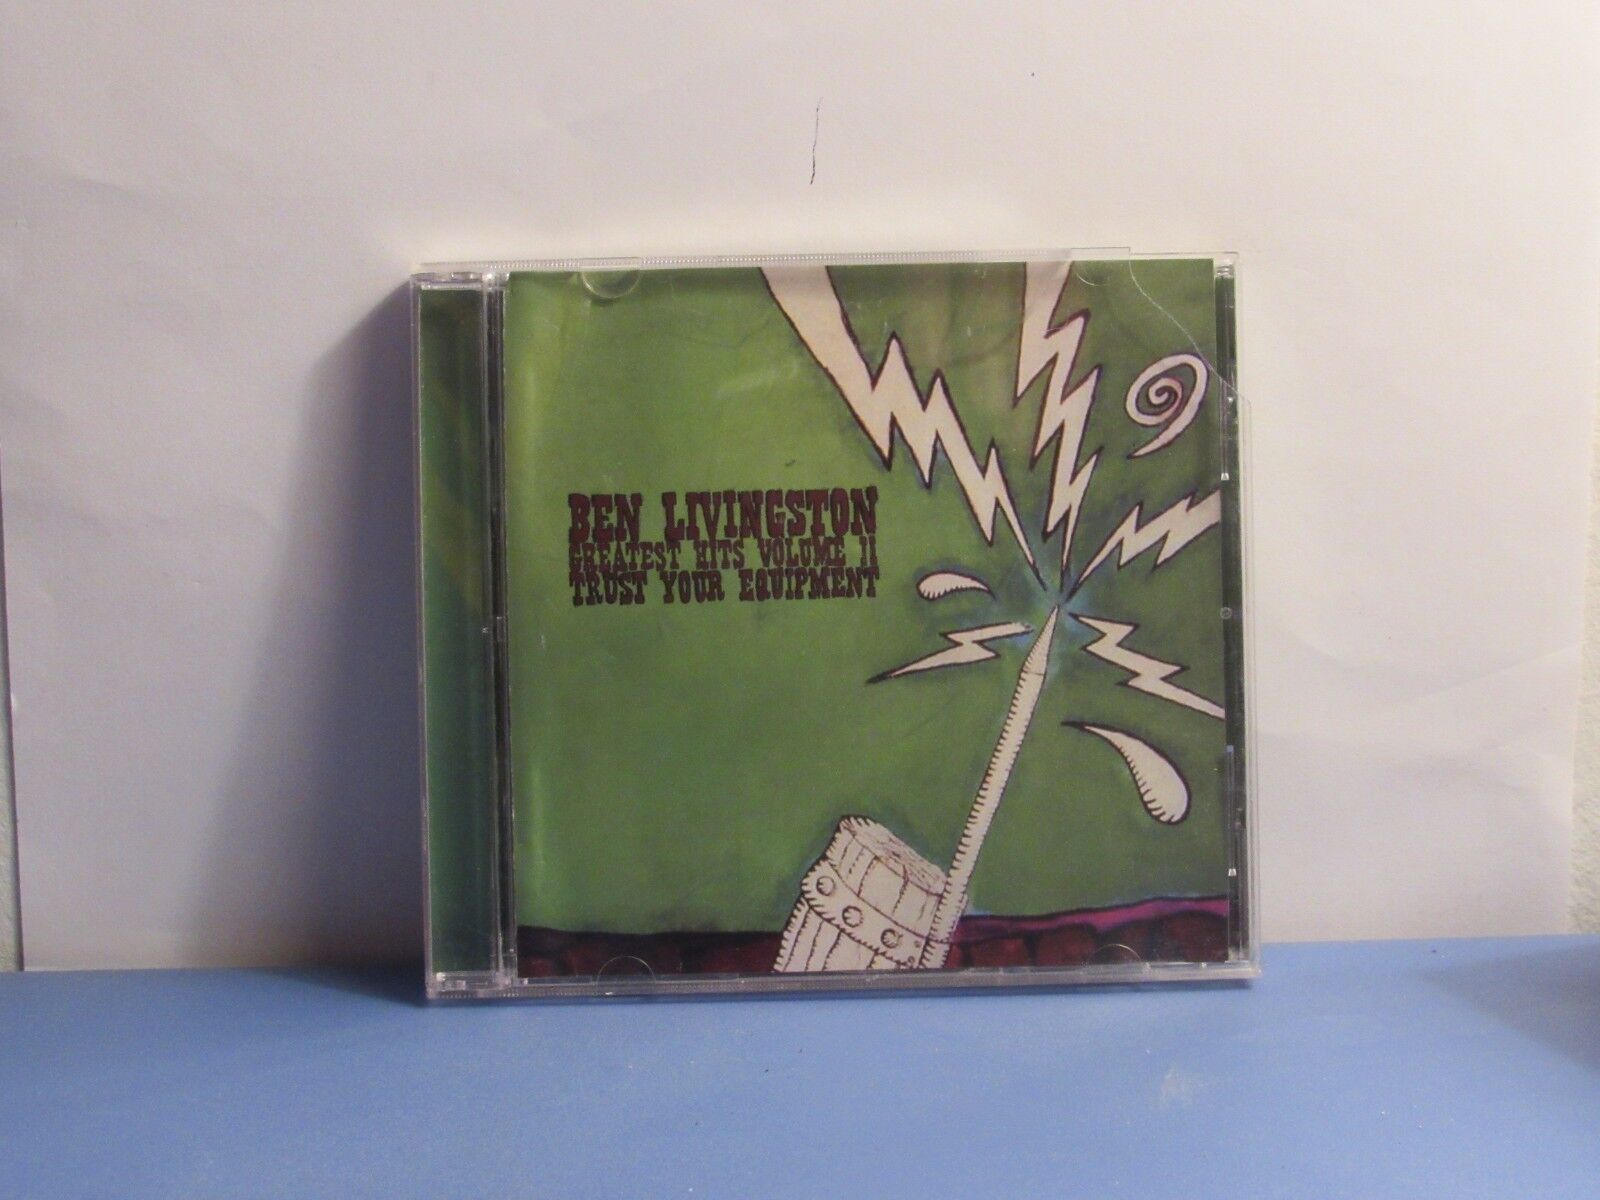 BEN LIVINGSTON
GREATEST HITS VOLUME II
TRUST YOUR EQUIPMENT